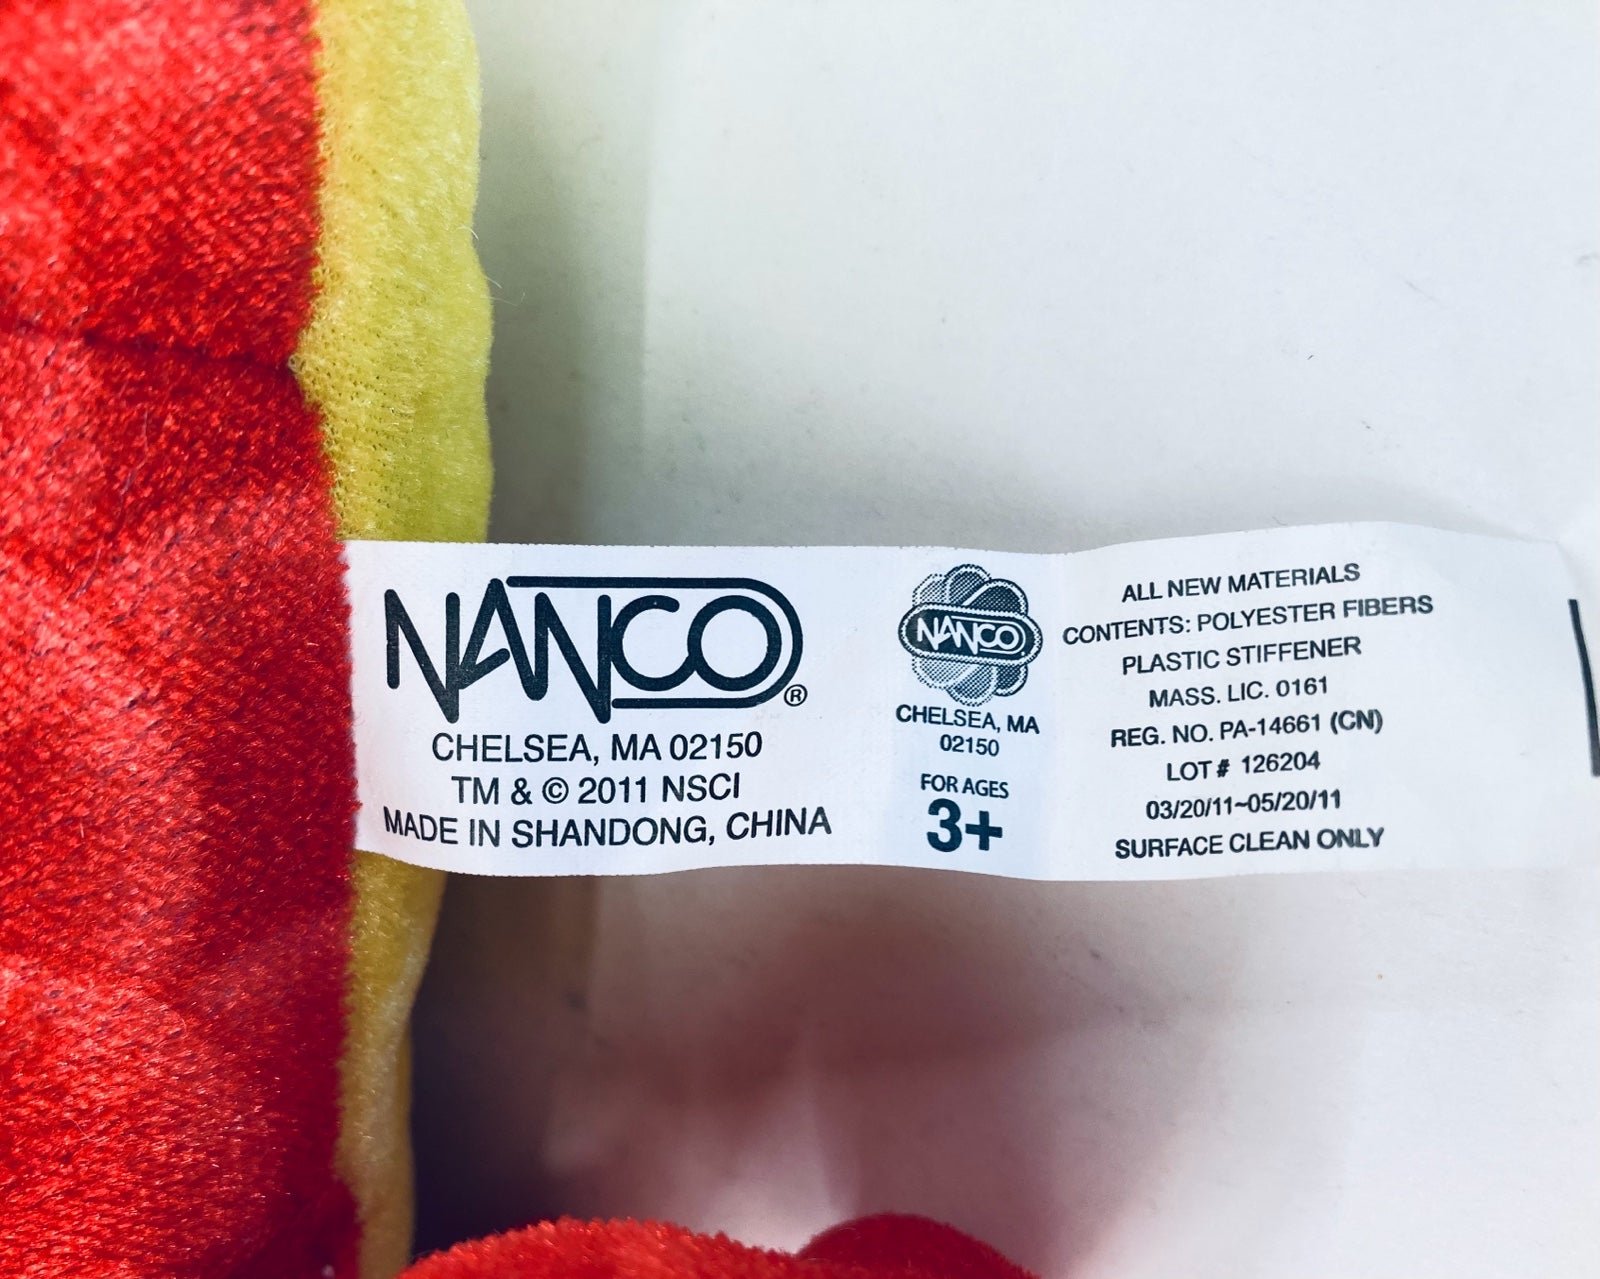 NANCO®
CHELSEA, MA 02150
TM & © 2011 NSCI
MADE IN SHANDONG, CHINA
NANCO
CHELSEA, MA
02150
FOR AGES
3+
ALL NEW MATERIALS
CONTENTS: POLYESTER FIBERS
PLASTIC STIFFENER
MASS. LIC. 0161
REG. NO. PA-14661 (CN)
LOT # 126204
03/20/11~05/20/11
SURFACE CLEAN ONLY